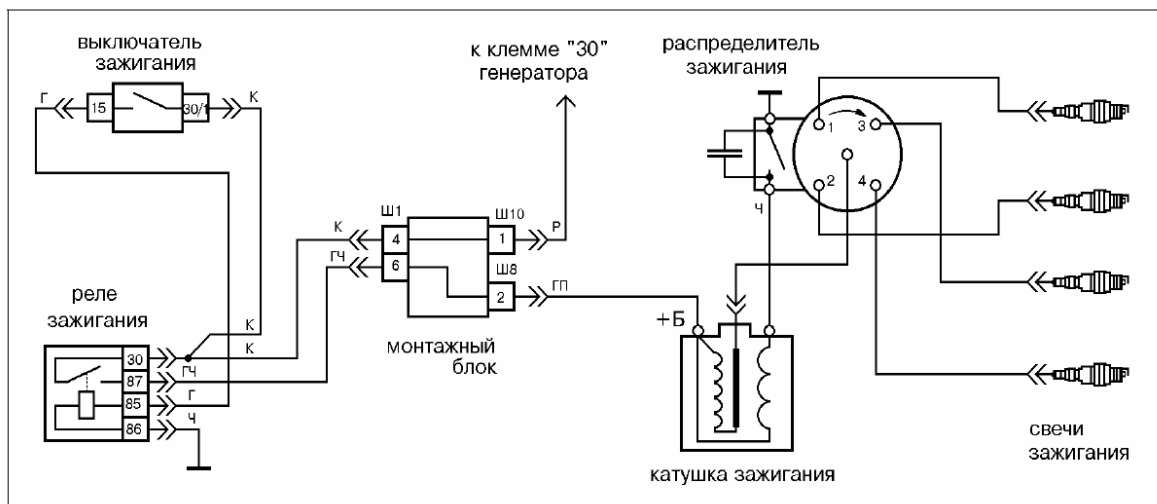 выключатель
зажигания
Г
15
30/1
К
к клемме "30"
генератора
распределитель
зажигания
1
3
2
4
Ч
Ш1
Ш10
К
4
1
Р
ГЧ
6
Ш8
2
ГП
монтажный
блок
реле
зажигания
К
К
30
ГЧ
87
Г
85
Ч
86
+Б
катушка зажигания
свечи
зажигания